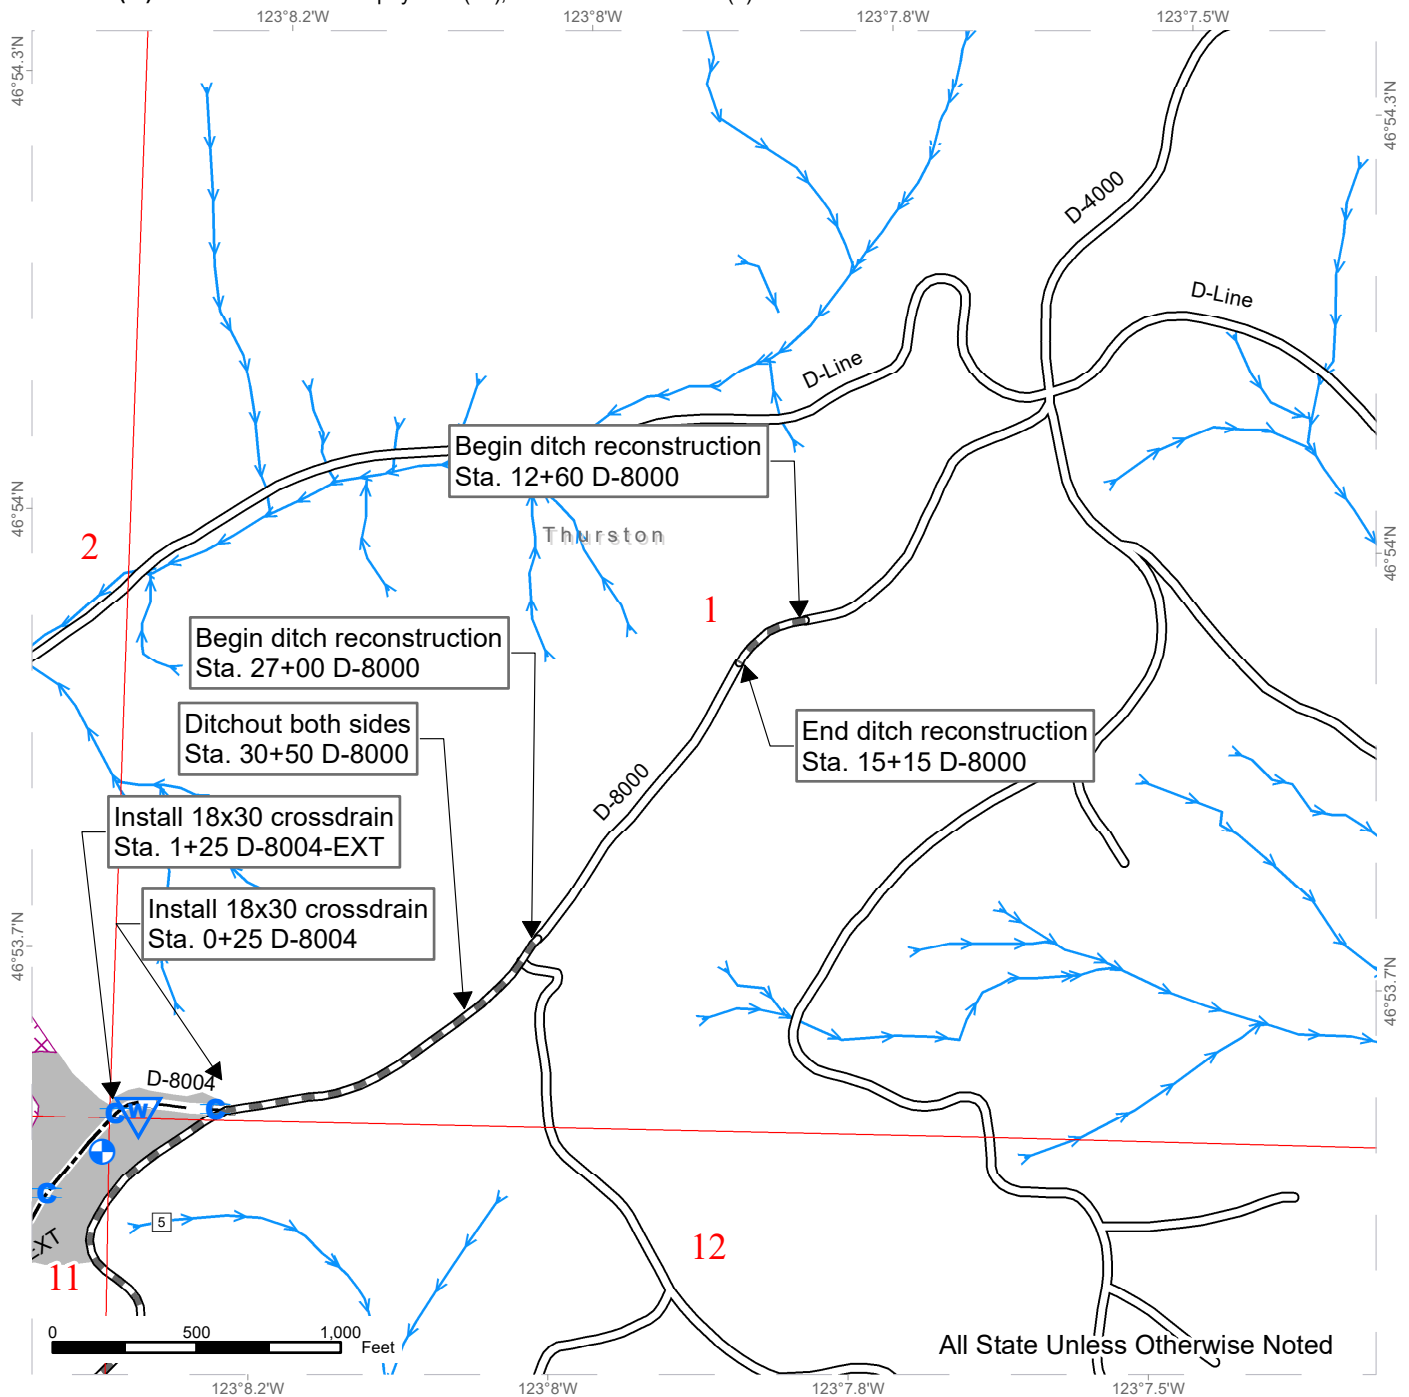 123°8.2'W
123°8'W
123°7.8'W
123°7.5'W
46°54.3'N
46°54.3'N
D-4000
D-Line
D-Line
Begin ditch reconstruction
Sta. 12+60 D-8000
46°54'N
46°54'N
Thurston
2
1
Begin ditch reconstruction
Sta. 27+00 D-8000
Ditchout both sides
Sta. 30+50 D-8000
End ditch reconstruction
Sta. 15+15 D-8000
D-8000
Install 18x30 crossdrain
Sta. 1+25 D-8004-EXT
Install 18x30 crossdrain
Sta. 0+25 D-8004
46°53.7'N
46°53.7'N
D-8004
C
W
C
C
5
EXT
11
12
0
500
1,000
Feet
All State Unless Otherwise Noted
123°8.2'W
123°8'W
123°7.8'W
123°7.5'W